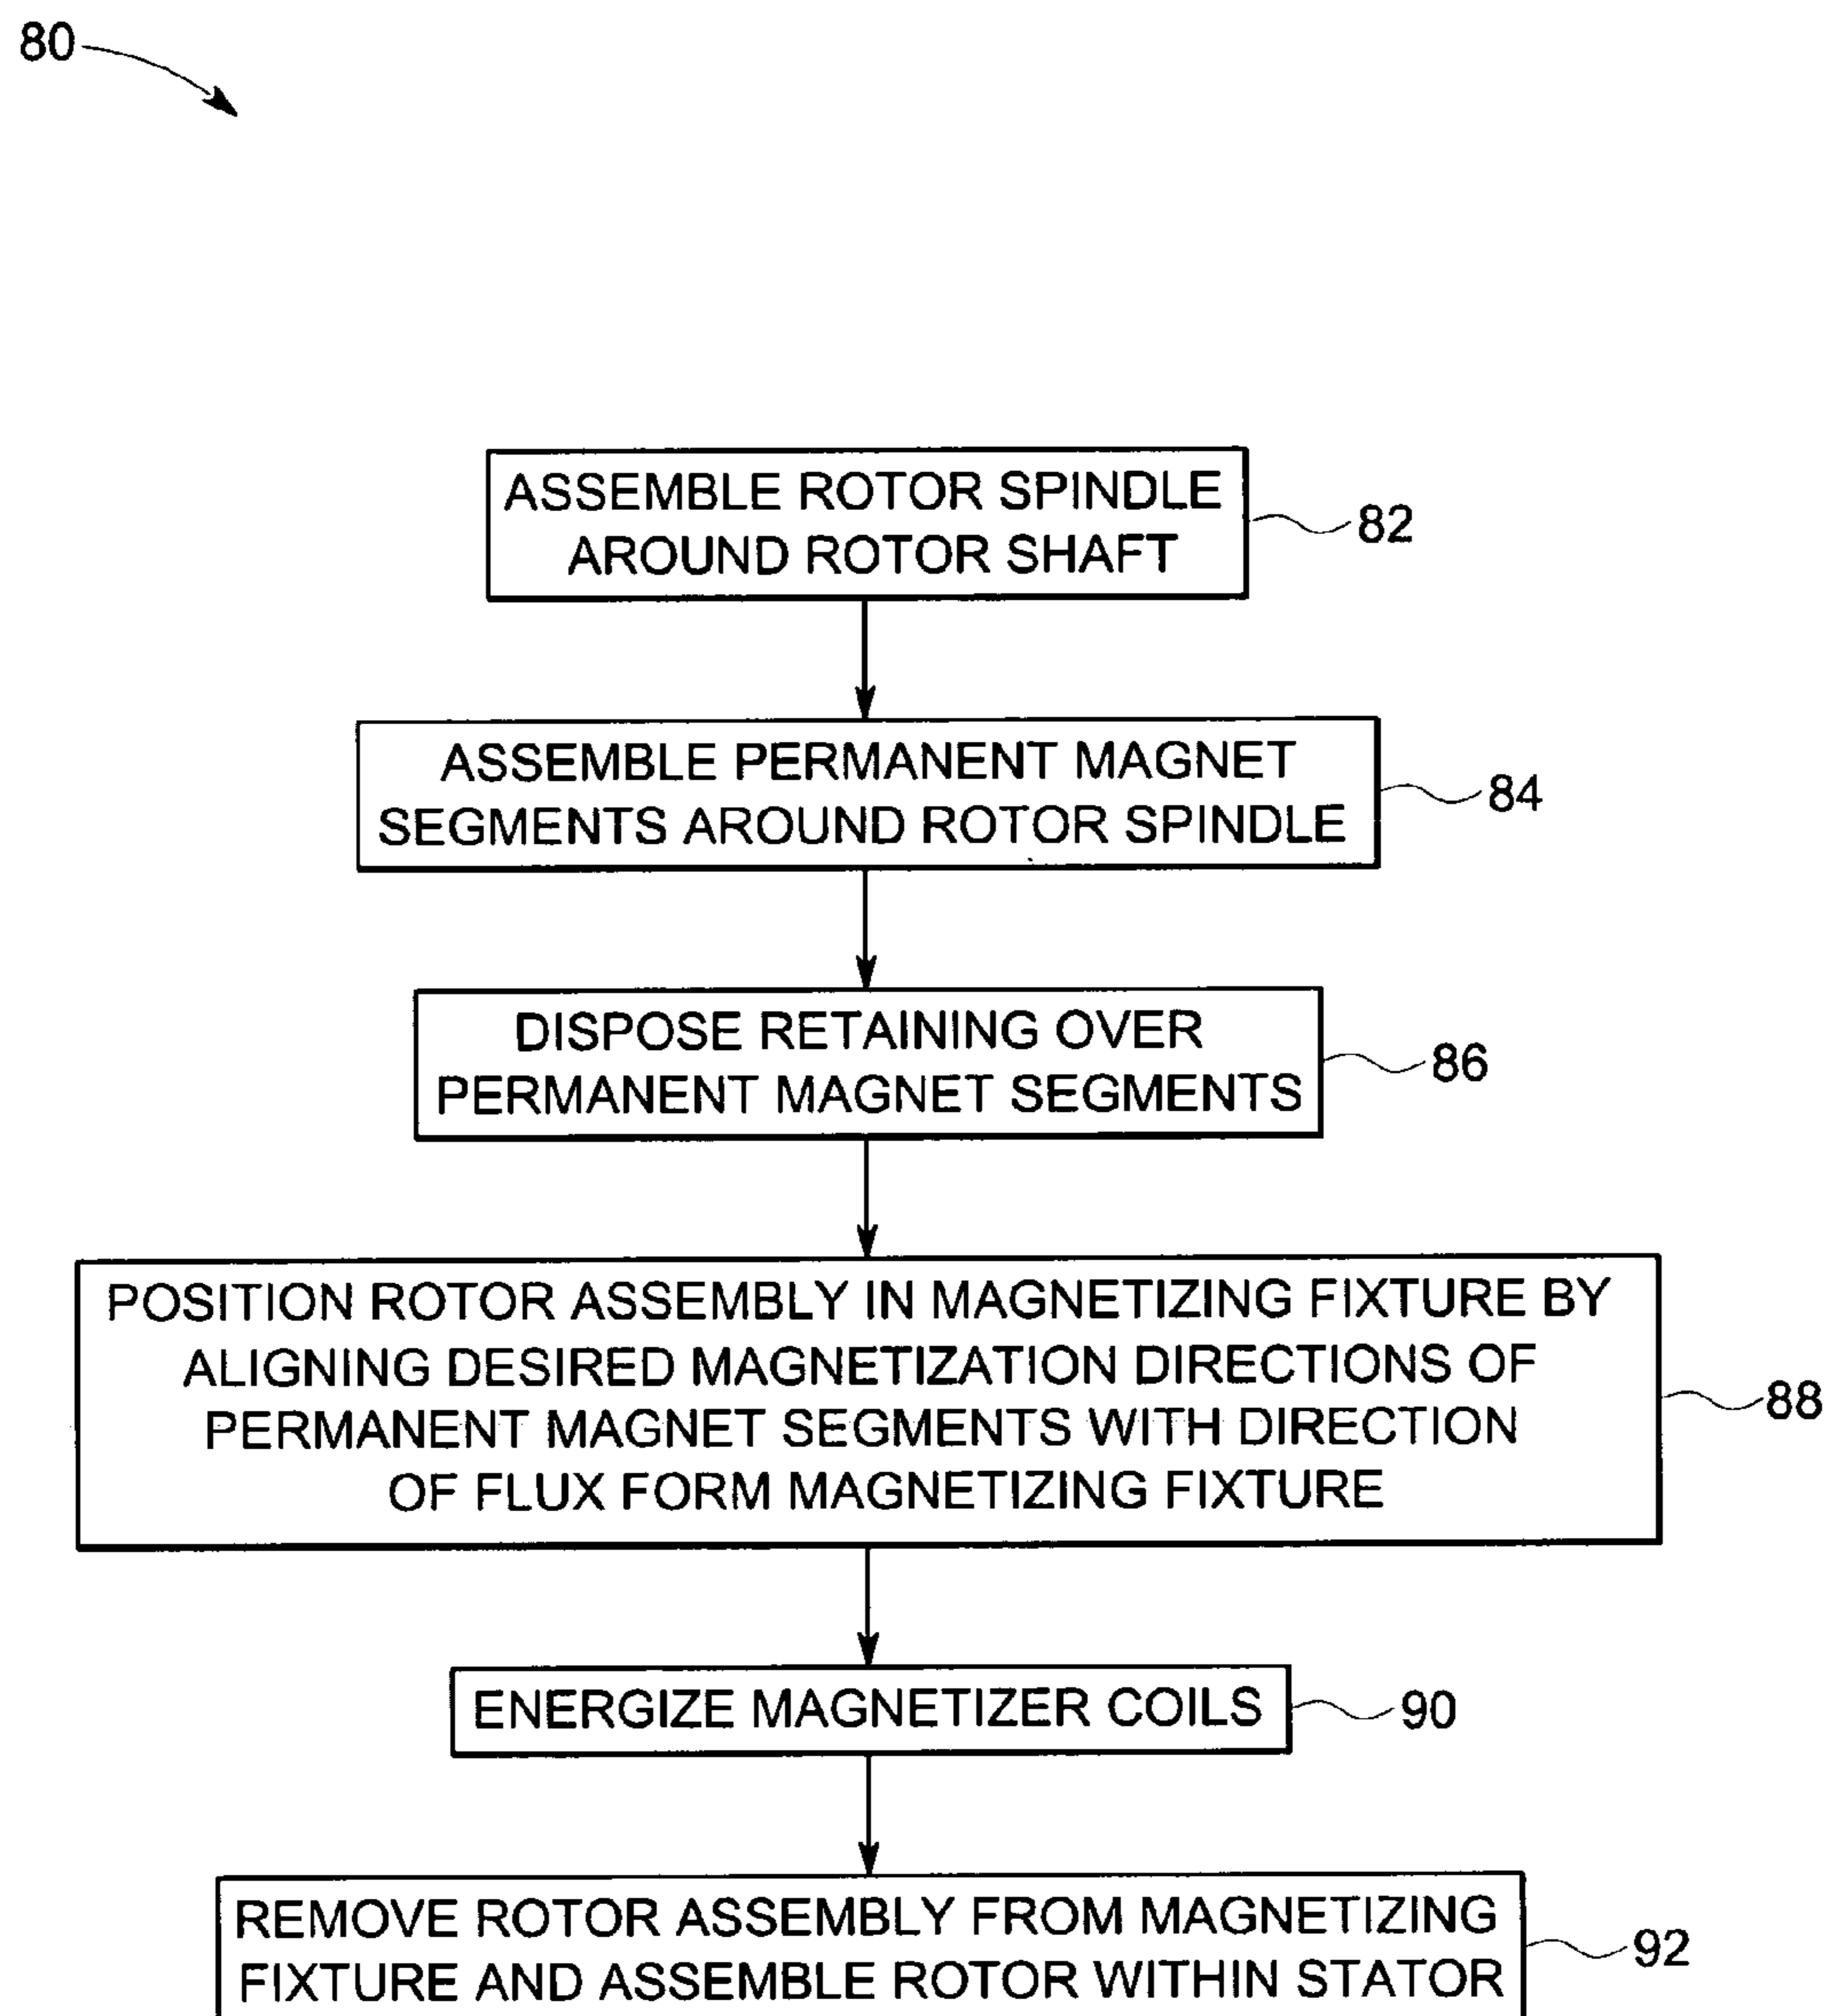 80
ASSEMBLE ROTOR SPINDLE
AROUND ROTOR SHAFT
82
ASSEMBLE PERMANENT MAGNET
SEGMENTS AROUND ROTOR SPINDLE
84
DISPOSE RETAINING OVER
PERMANENT MAGNET SEGMENTS
86
POSITION ROTOR ASSEMBLY IN MAGNETIZING FIXTURE BY
ALIGNING DESIRED MAGNETIZATION DIRECTIONS OF
PERMANENT MAGNET SEGMENTS WITH DIRECTION
OF FLUX FORM MAGNETIZING FIXTURE
88
ENERGIZE MAGNETIZER COILS
90
REMOVE ROTOR ASSEMBLY FROM MAGNETIZING
FIXTURE AND ASSEMBLE ROTOR WITHIN STATOR
92